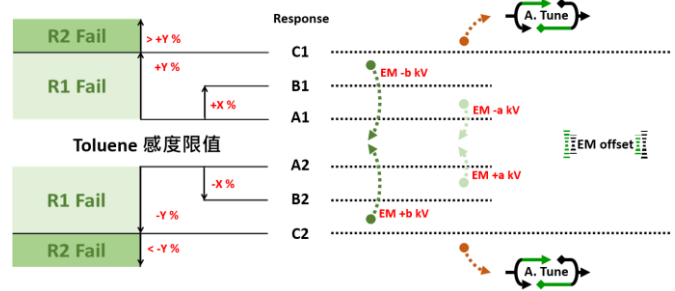 Response
A. Tune
R2 Fail
> +Y %
C1
+Y %
EM -b kV
R1 Fail
B1
+X %
EM -a kV
A1
Toluene 感度限值
EM offset
A2
-X %
EM +a kV
R1 Fail
B2
-Y %
EM+b kV
C2
R2 Fail
< -Y %
A. Tune